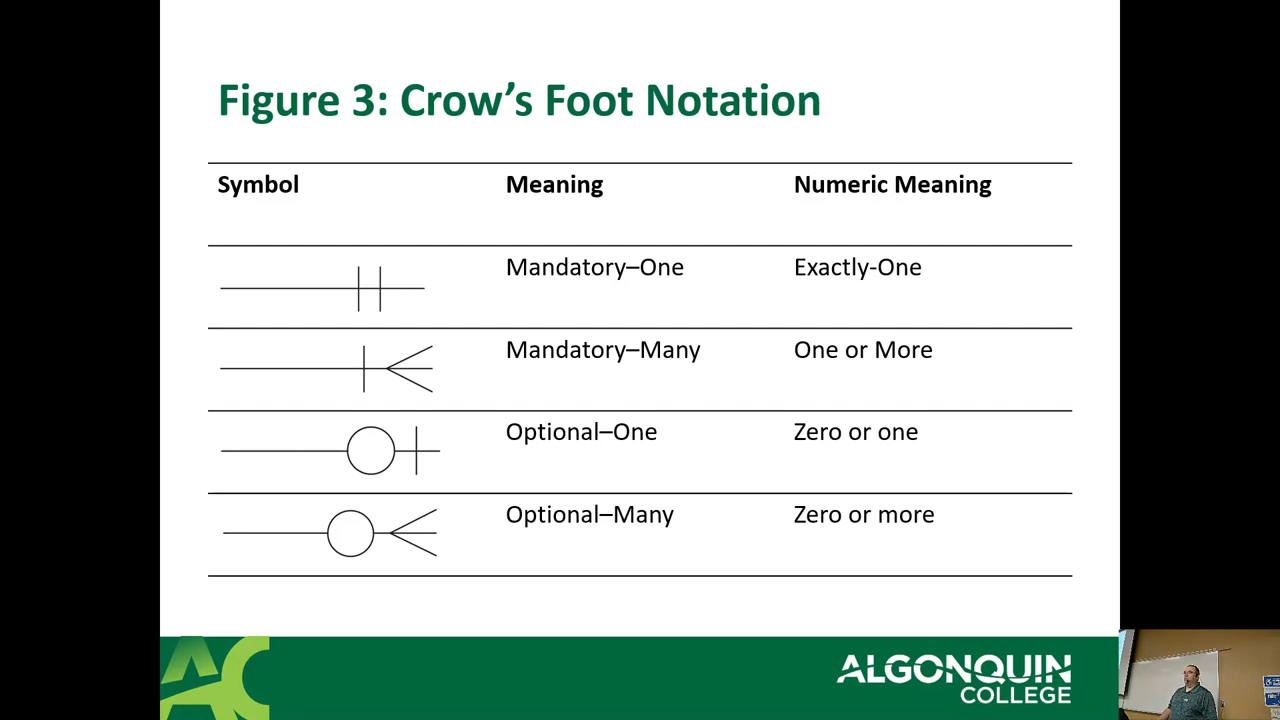 Figure 3: Crow’s Foot Notation
Symbol Meaning Numeric Meaning
Mandatory–One Exactly-One
Mandatory–Many One or More
Optional–One Zero or one
Optional–Many Zero or more
AC
ALGONQUIN
COLLEGE